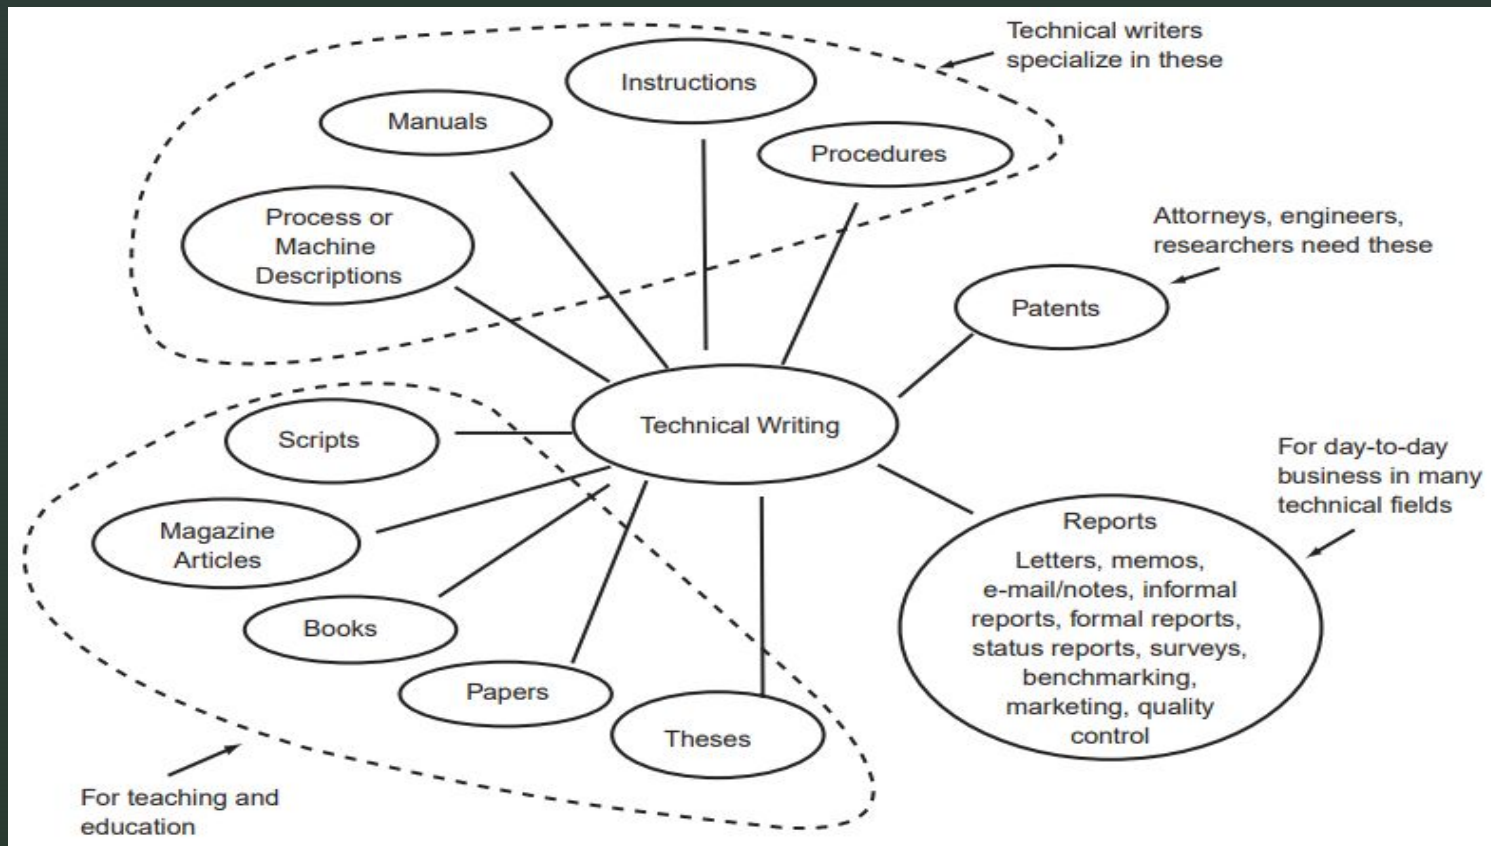 Technical writers
specialize in these
Instructions
Manuals
Procedures
Process or
Machine
Descriptions
Attorneys, engineers,
researchers need these
Patents
Technical Writing
Scripts
For day-to-day
business in many
technical fields
Magazine
Articles
Reports
Letters, memos,
e-mail/notes, informal
reports, formal reports,
status reports, surveys,
benchmarking,
marketing, quality
control
Books
Papers
Theses
For teaching and
education